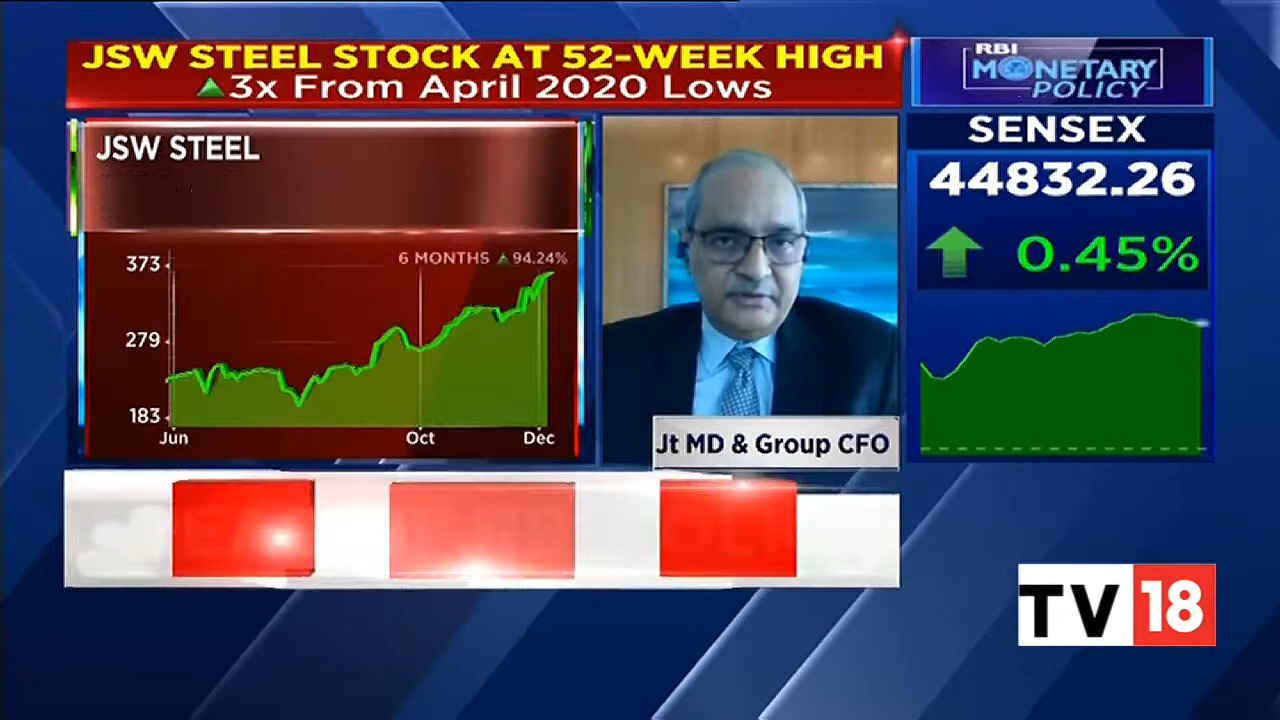 JSW STEEL STOCK AT 52-WEEK HIGH
▲3x From April 2020 Lows
RBI
MONETARY
POLICY
JSW STEEL
6 MONTHS ▲94.24%
373
279
183
Jun
Oct
Dec
Jt MD & Group CFO
SENSEX
44832.26
0.45%
TV18